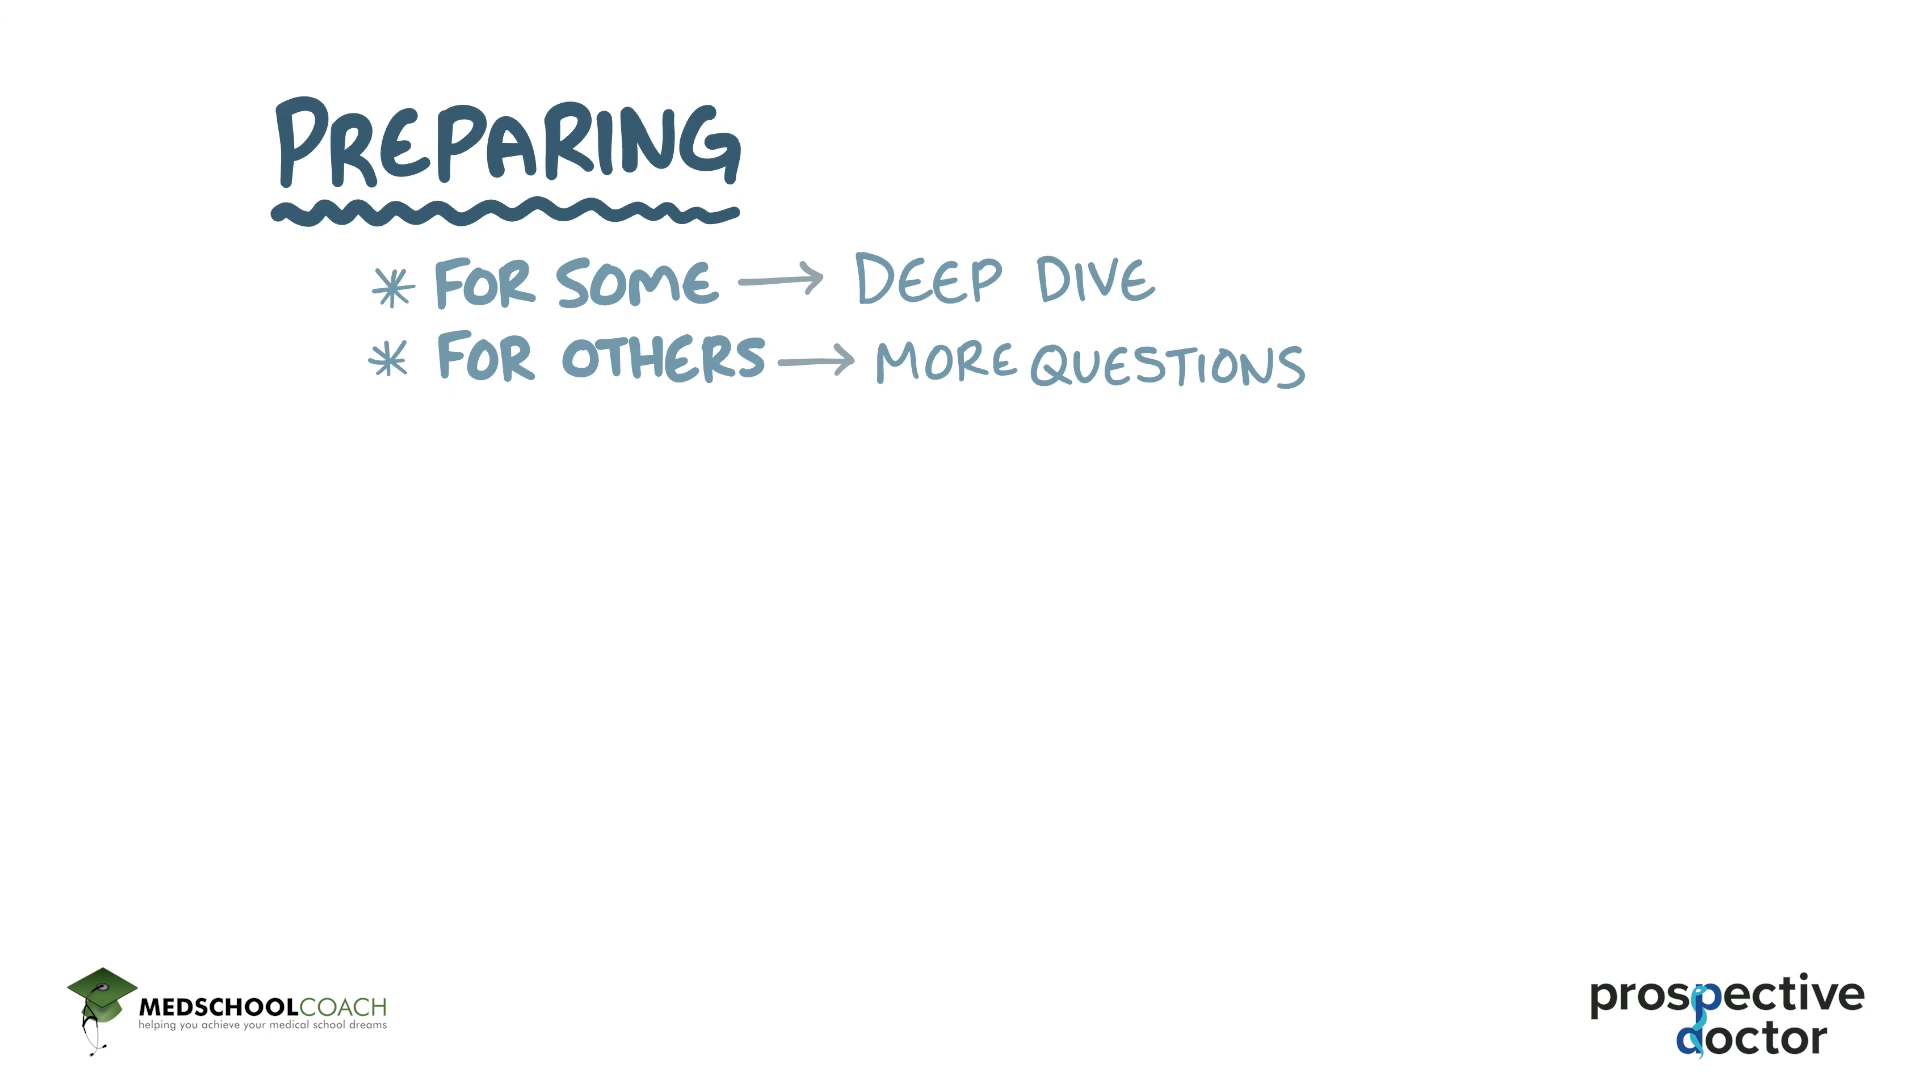 PREPARING
* FOR SOME → DEEP DIVE
* FOR OTHERS → MORE QUESTIONS
MEDSCHOOLCOACH
helping you achieve your medical school dreams
prospective
doctor